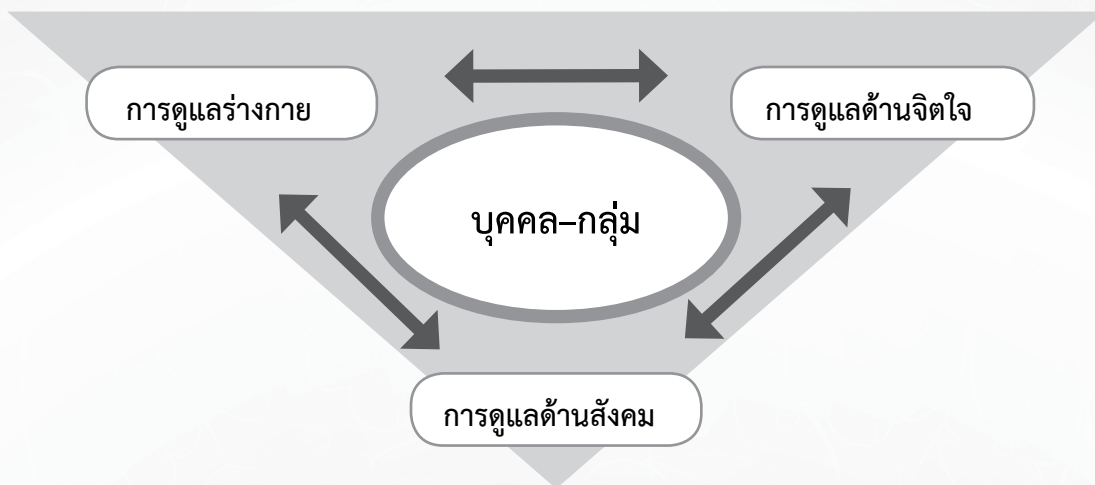 การดูแลร่างกาย
การดูแลด้านจิตใจ
บุคคล–กลุ่ม
การดูแลด้านสังคม